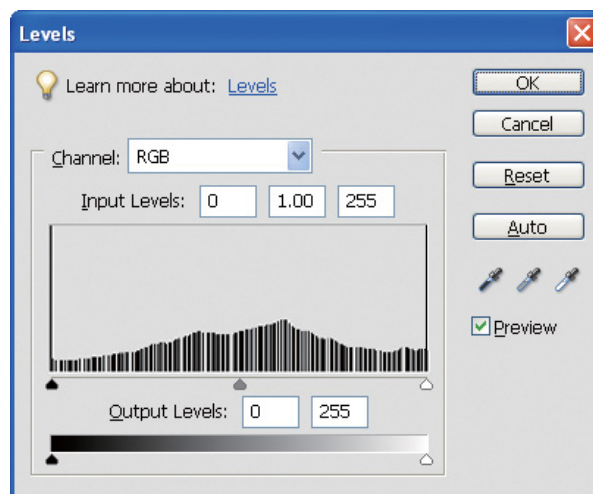 Levels
Learn more about: Levels
OK
Cancel
Channel: RGB
Reset
Input Levels: 0 1.00 255
Auto
Preview
Output Levels: 0 255